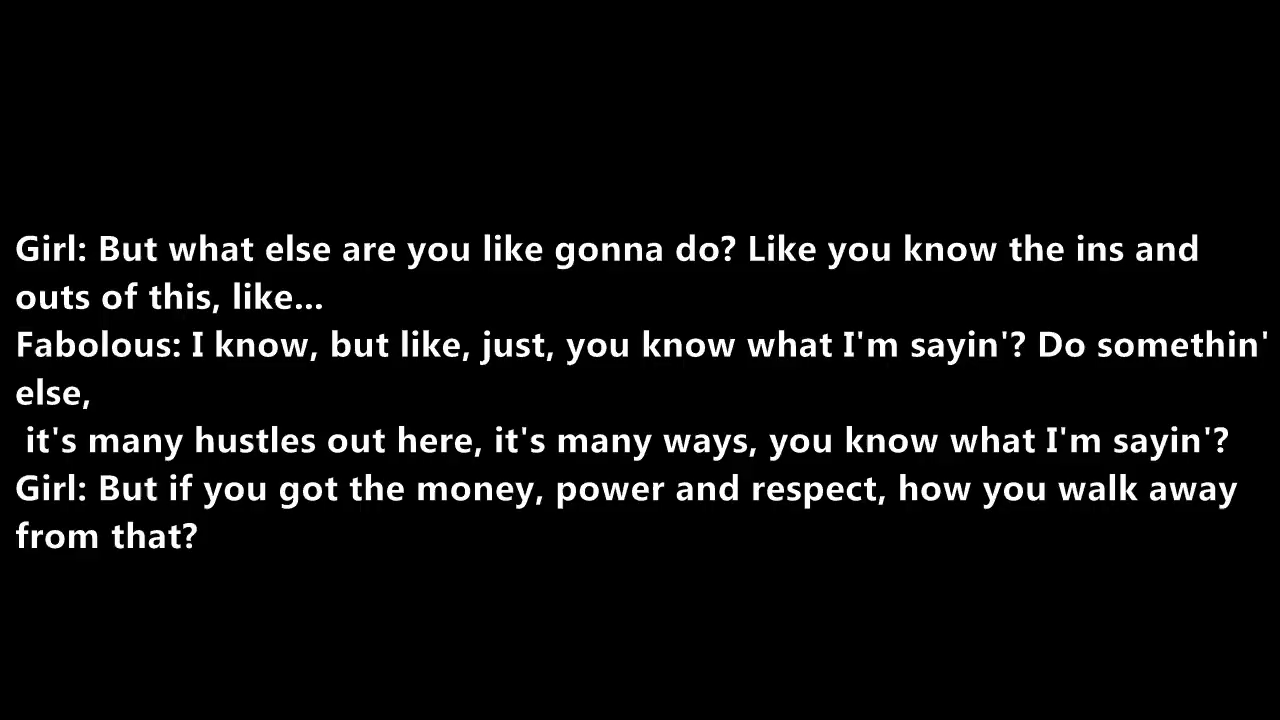 Girl: But what else are you like gonna do? Like you know the ins and
outs of this, like...
Fabolous: I know, but like, just, you know what I'm sayin'? Do somethin'
else,
it's many hustles out here, it's many ways, you know what I'm sayin'?
Girl: But if you got the money, power and respect, how you walk away
from that?